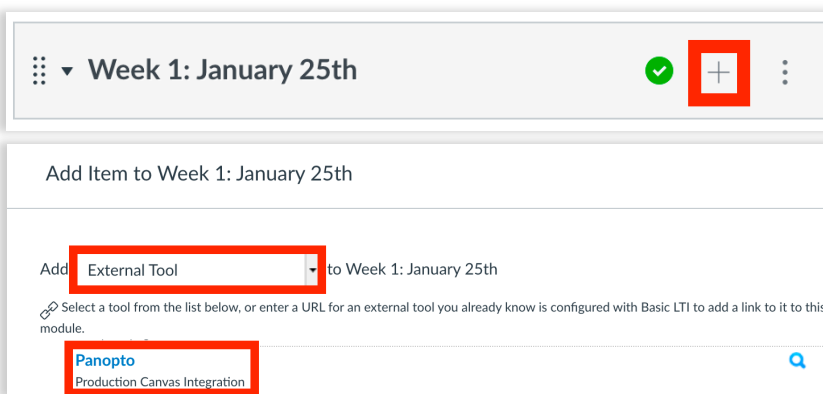 Week 1: January 25th
Add Item to Week 1: January 25th
Add External Tool to Week 1: January 25th
Select a tool from the list below, or enter a URL for an external tool you already know is configured with Basic LTI to add a link to it to this
module.
Panopto
Production Canvas Integration